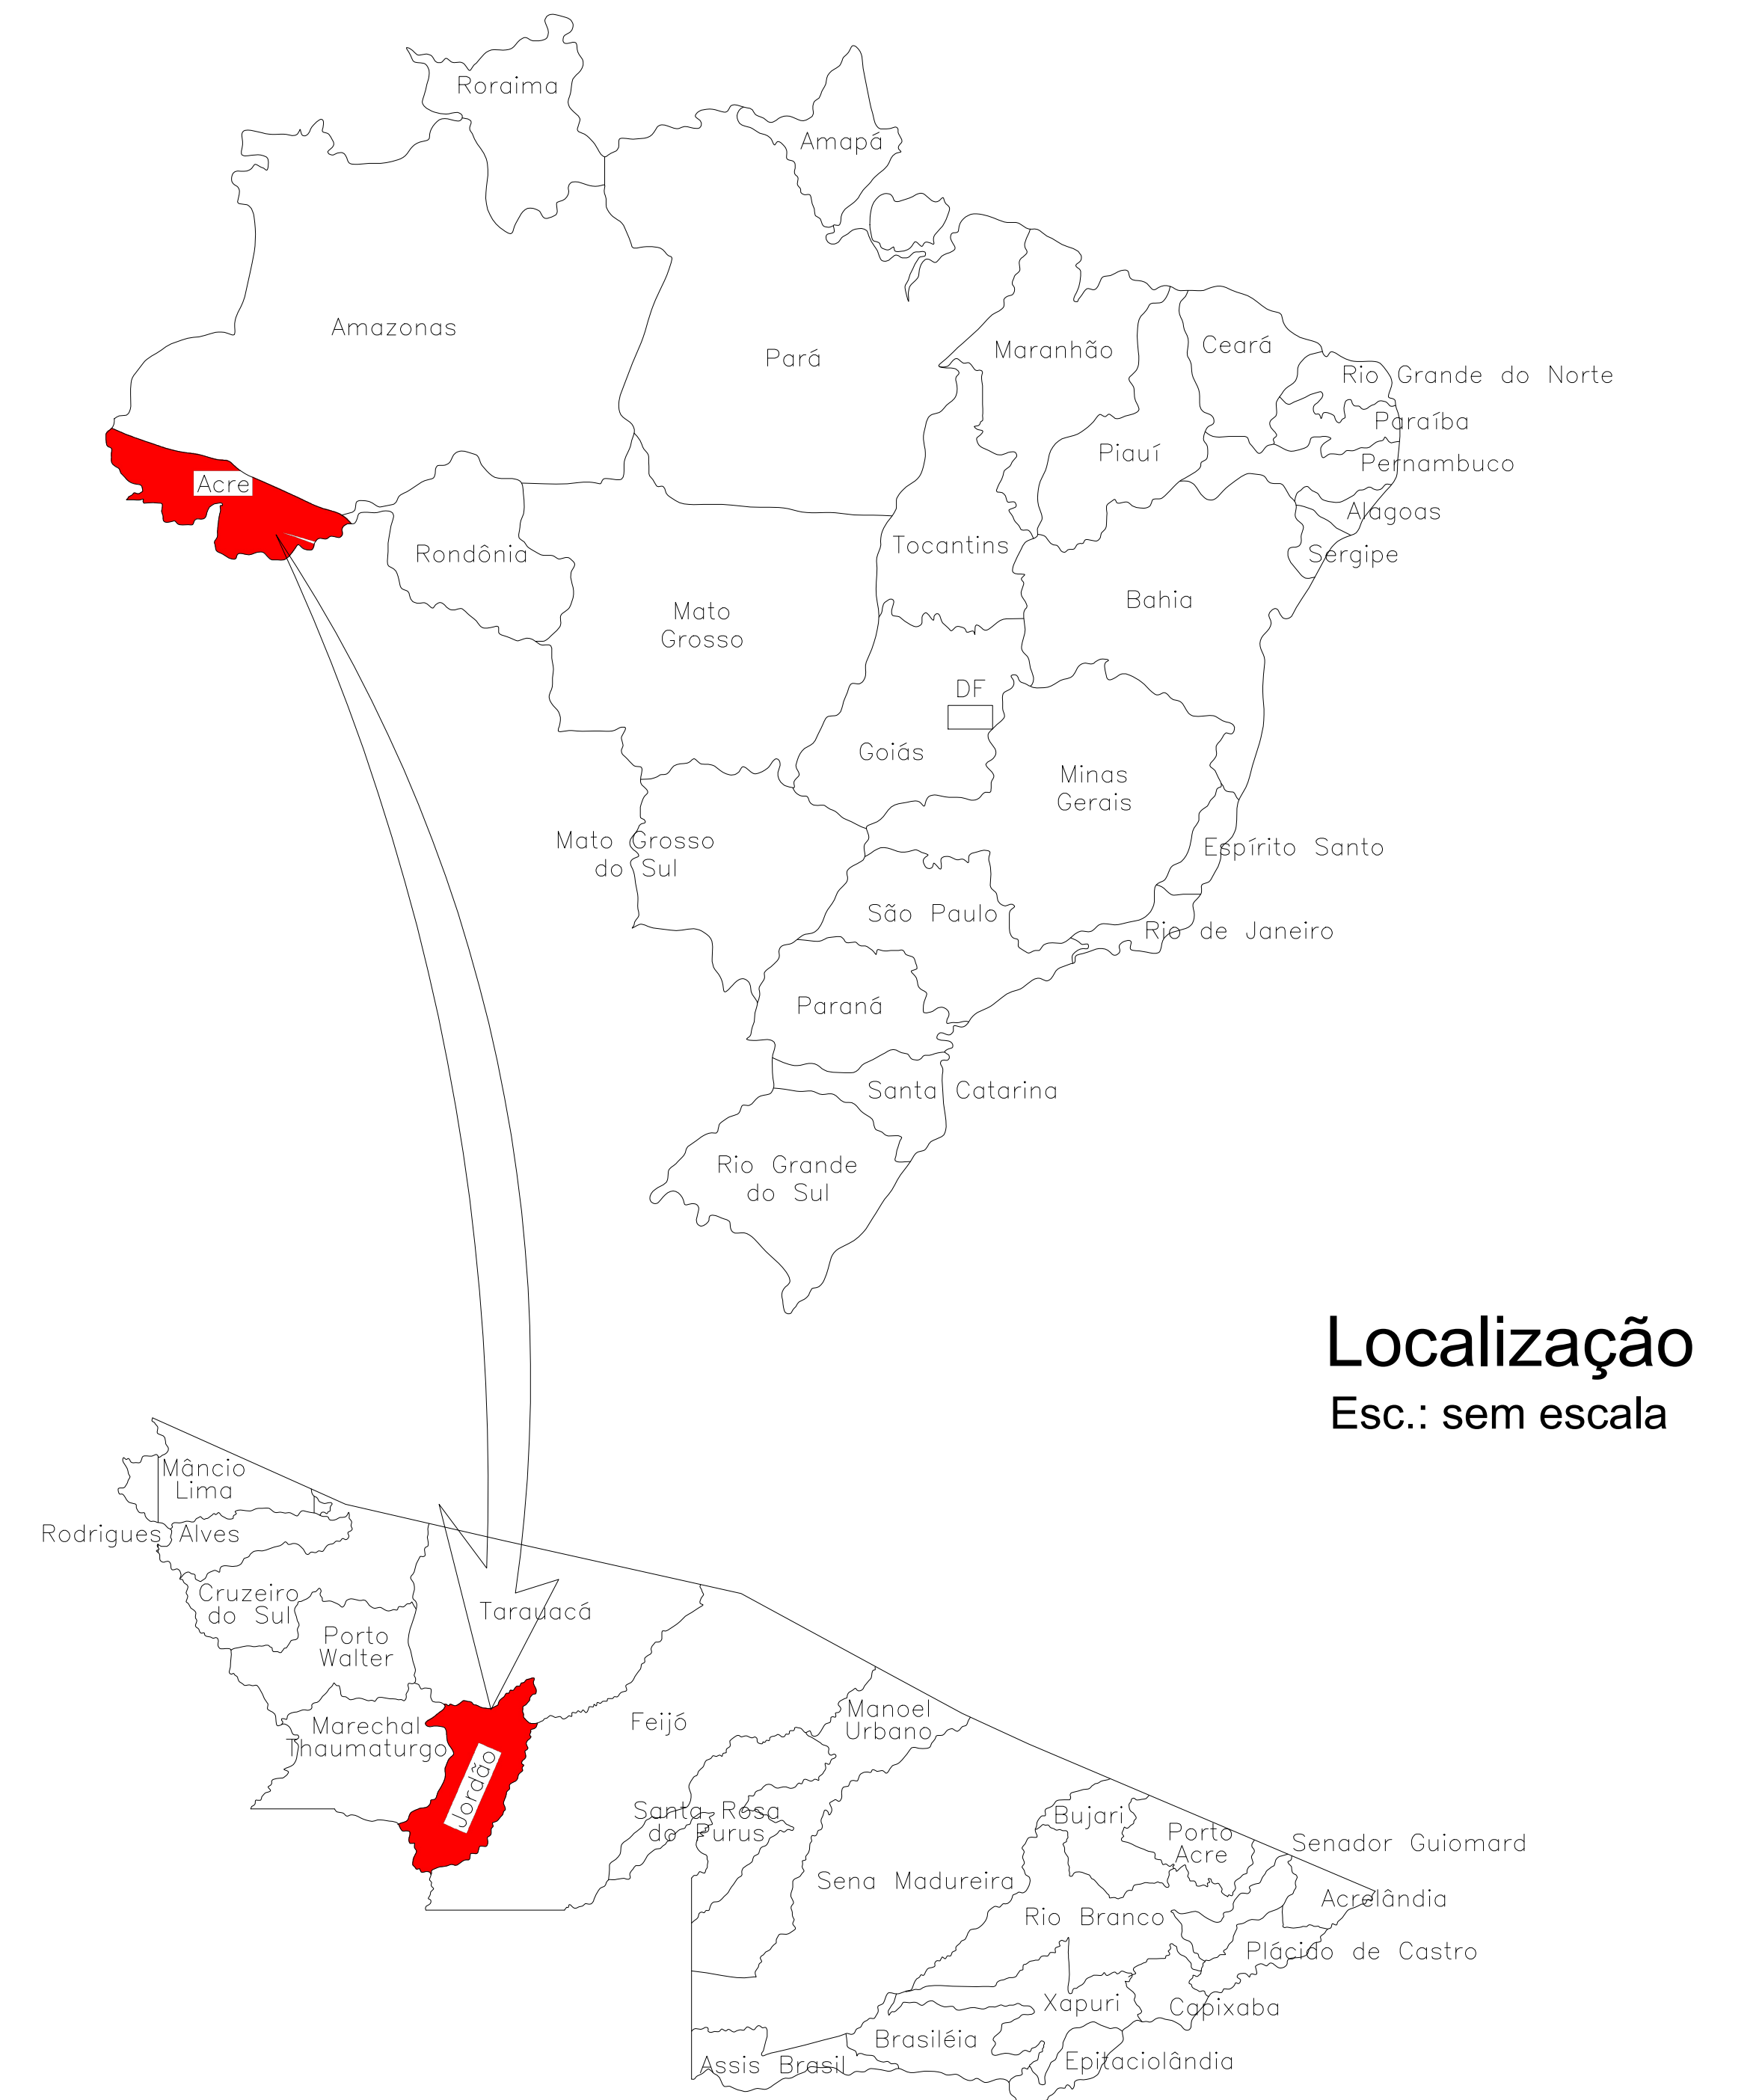 Roraima
Amapá
Amazonas
Pará
Maranhão
Ceará
Rio Grande do Norte
Paraíba
Piauí
Pernambuco
Acre
Alagoas
Rondônia
Tocantins
Sergipe
Bahia
Mato
Grosso
DF
Goiás
Minas
Gerais
Mato Grosso
do Sul
Espírito Santo
São Paulo
Rio de Janeiro
Paraná
Santa Catarina
Rio Grande
do Sul
Localização
Esc.: sem escala
Mâncio
Lima
Rodrigues Alves
Cruzeiro
do Sul
Tarauacá
Porto
Walter
Marechal
Thaumaturgo
Jordão
Feijó
Manoel
Urbano
Santa Rosa
do Purus
Bujari
Porto
Acre
Senador Guiomard
Sena Madureira
Acrelândia
Rio Branco
Plácido de Castro
Xapuri
Capixaba
Brasiléia
Assis Brasil
Epitaciolândia